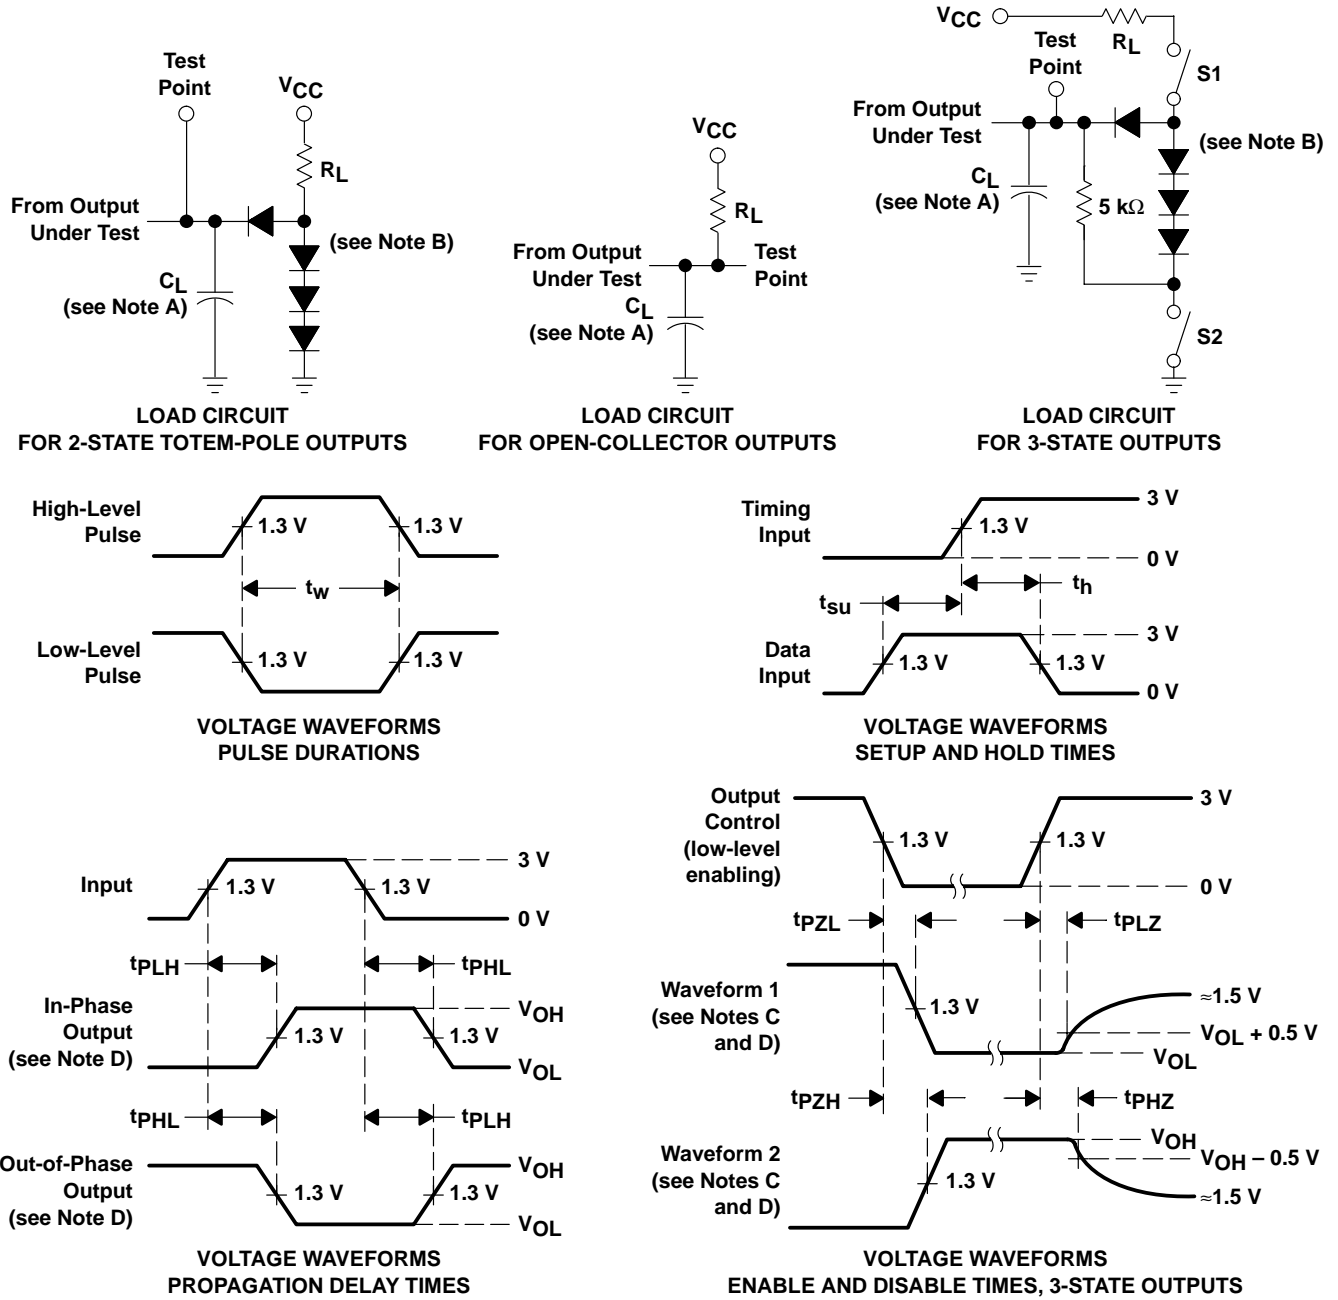 Test
Point
VCC
RL
From Output
Under Test
(see Note B)
CL
(see Note A)
LOAD CIRCUIT
FOR 2-STATE TOTEM-POLE OUTPUTS
VCC
RL
From Output
Under Test
Test
Point
CL
(see Note A)
LOAD CIRCUIT
FOR OPEN-COLLECTOR OUTPUTS
VCC
RL
Test
Point
S1
From Output
Under Test
(see Note B)
CL
(see Note A)
5 kΩ
S2
LOAD CIRCUIT
FOR 3-STATE OUTPUTS
High-Level
Pulse
1.3 V
1.3 V
tw
Low-Level
Pulse
1.3 V
1.3 V
VOLTAGE WAVEFORMS
PULSE DURATIONS
Timing
Input
3 V
1.3 V
0 V
th
tsu
Data
Input
3 V
1.3 V
1.3 V
0 V
VOLTAGE WAVEFORMS
SETUP AND HOLD TIMES
Input
3 V
1.3 V
1.3 V
0 V
tPLH
tPHL
In-Phase
Output
(see Note D)
VOH
1.3 V
1.3 V
VOL
tPHL
tPLH
Out-of-Phase
Output
(see Note D)
VOH
1.3 V
1.3 V
VOL
VOLTAGE WAVEFORMS
PROPAGATION DELAY TIMES
Output
Control
(low-level
enabling)
3 V
1.3 V
1.3 V
0 V
tPZL
tPLZ
Waveform 1
(see Notes C
and D)
1.3 V
≈1.5 V
VOL + 0.5 V
VOL
tPZH
tPHZ
Waveform 2
(see Notes C
and D)
1.3 V
VOH
VOH – 0.5 V
≈1.5 V
VOLTAGE WAVEFORMS
ENABLE AND DISABLE TIMES, 3-STATE OUTPUTS